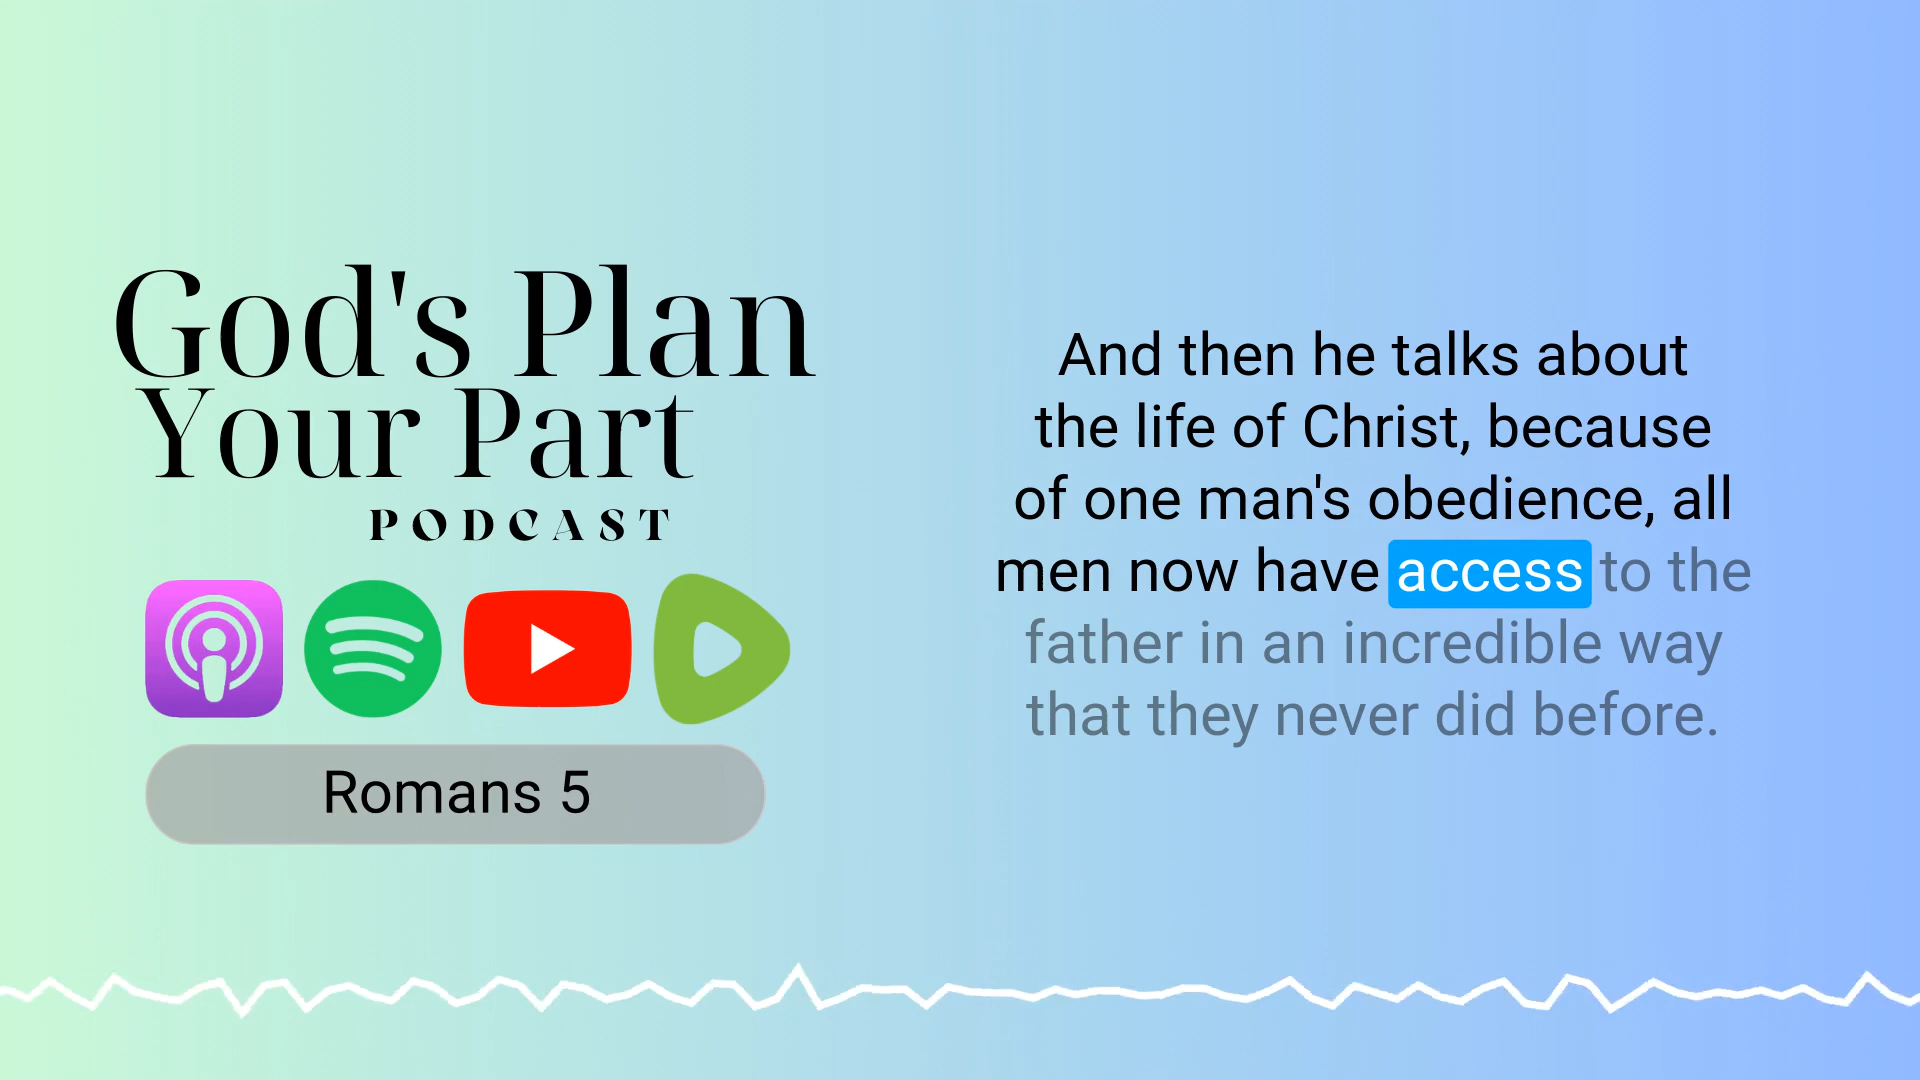 God's Plan
Your Part
PODCAST
Romans 5
And then he talks about
the life of Christ, because
of one man's obedience, all
men now have access to the
father in an incredible way
that they never did before.